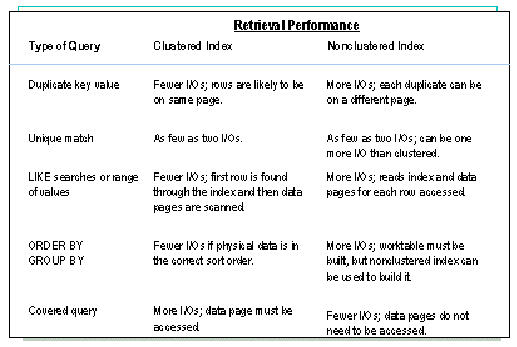 Retrieval Performance
Type of Query Clustered Index Nonclustered Index
Duplicate key value
Fewer I/Os; rows are likely to be
on same page.
More I/Os; each duplicate can be
on a different page.
Unique match
As few as two I/Os.
As few as two I/Os; can be one
more I/O than clustered.
LIKE searches or range
of values
Fewer I/Os; first row is found
through the index and then data
pages are scanned.
More I/Os; reads index and data
pages for each row accessed.
ORDER BY
GROUP BY
Fewer I/Os if physical data is in
the correct sort order.
More I/Os; worktable must be
built, but nonclustered index can
be used to build it.
Covered query
More I/Os; data page must be
accessed.
Fewer I/Os; data pages do not
need to be accessed.